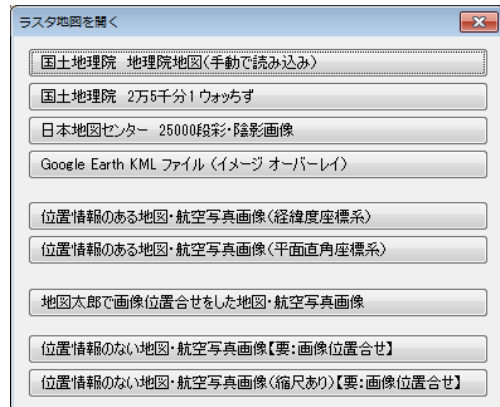 ラスタ地図を開く
国土地理院 地理院地図(手動で読み込み)
国土地理院 2万5千分1ウォッちず
日本地図センター 25000段彩・陰影画像
Google Earth KML ファイル (イメージ オーバーレイ)
位置情報のある地図・航空写真画像(経緯度座標系)
位置情報のある地図・航空写真画像(平面直角座標系)
地図太郎で画像位置合せをした地図・航空写真画像
位置情報のない地図・航空写真画像【要:画像位置合せ】
位置情報のない地図・航空写真画像(縮尺あり)【要:画像位置合せ】